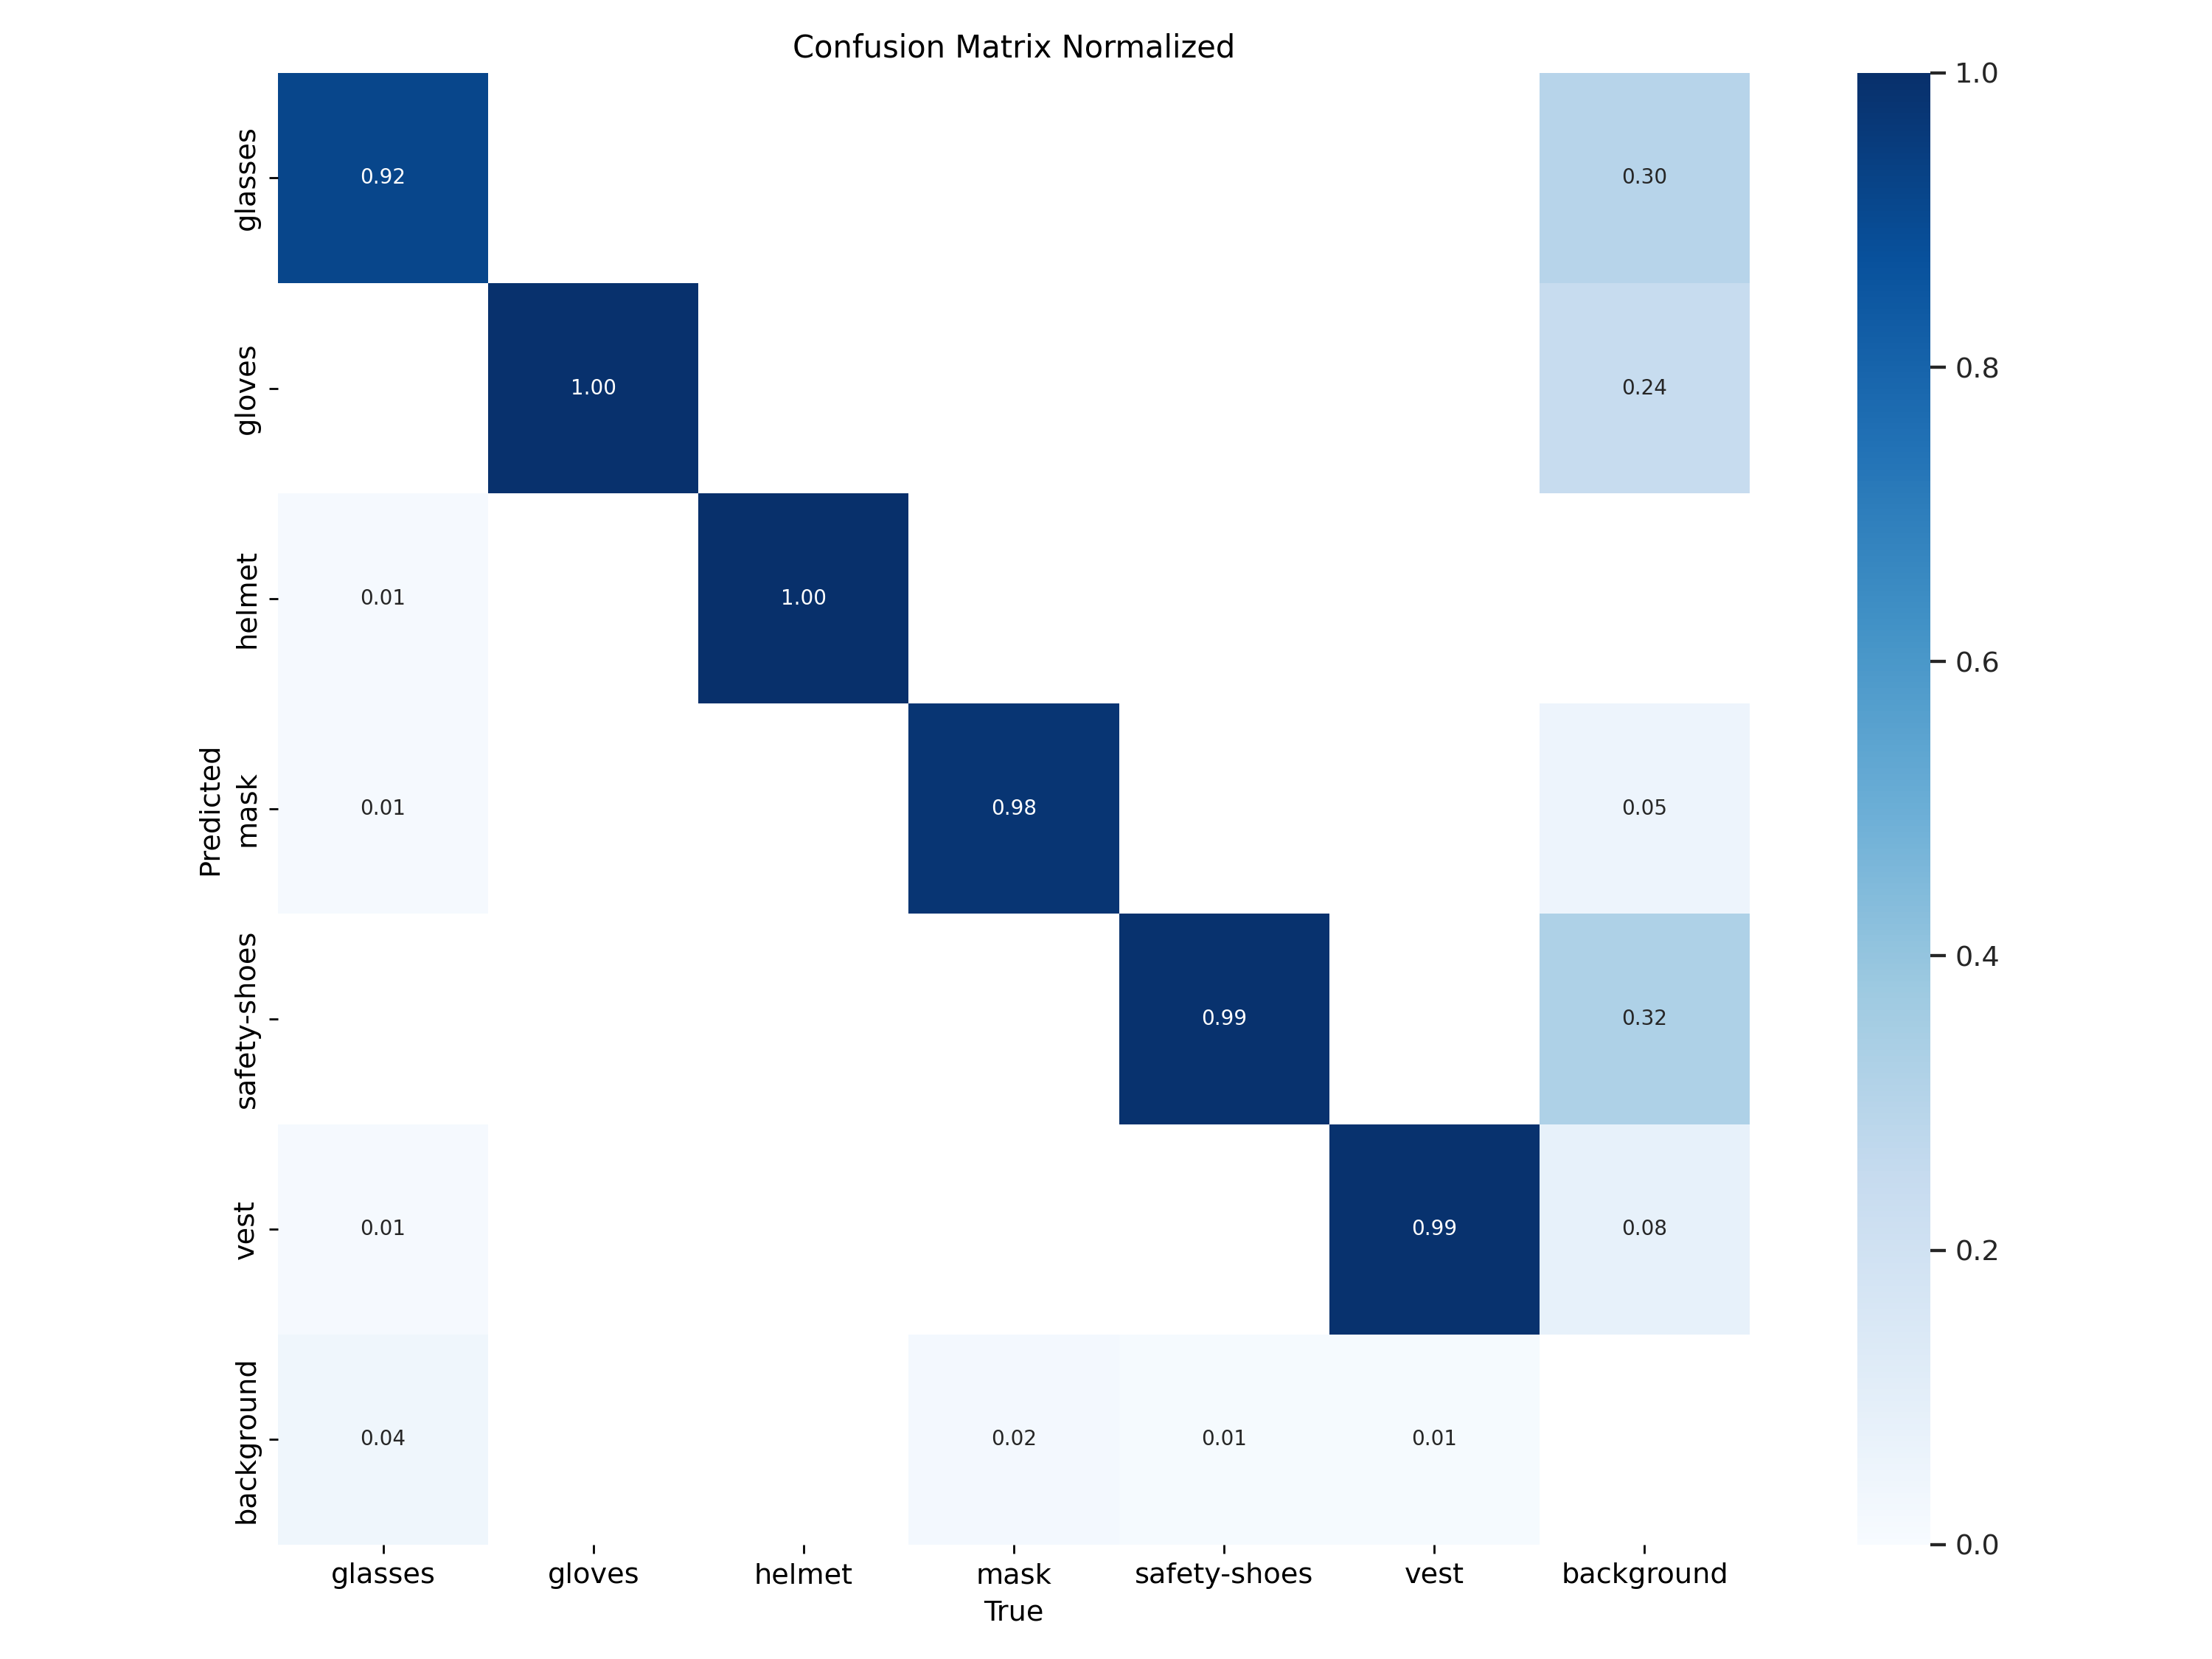 Confusion Matrix Normalized
glasses 0.92 0.30
gloves 1.00 0.24
helmet 0.01 1.00
mask 0.01 0.98 0.05
safety-shoes 0.99 0.32
vest 0.01 0.99 0.08
background 0.04 0.02 0.01 0.01
Predicted
glasses gloves helmet mask safety-shoes vest background
True
1.0
0.8
0.6
0.4
0.2
0.0